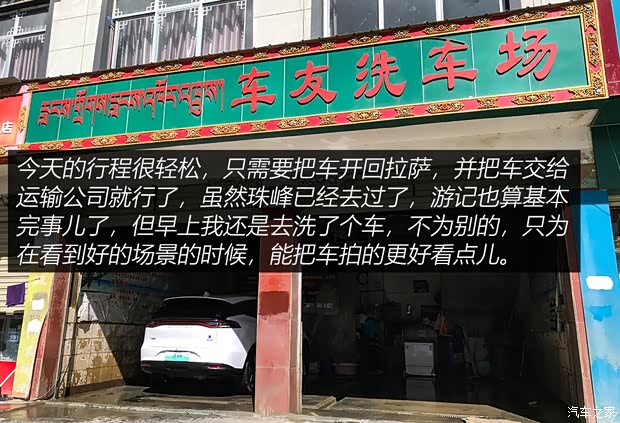 车友洗车场
今天的行程很轻松，只需要把车开回拉萨，并把车交给
运输公司就行了，虽然珠峰已经去过了，游记也算基本
完事儿了，但早上我还是去洗了个车，不为别的，只为
在看到好的场景的时候，能把车拍的更好看点儿。
店
汽车之家